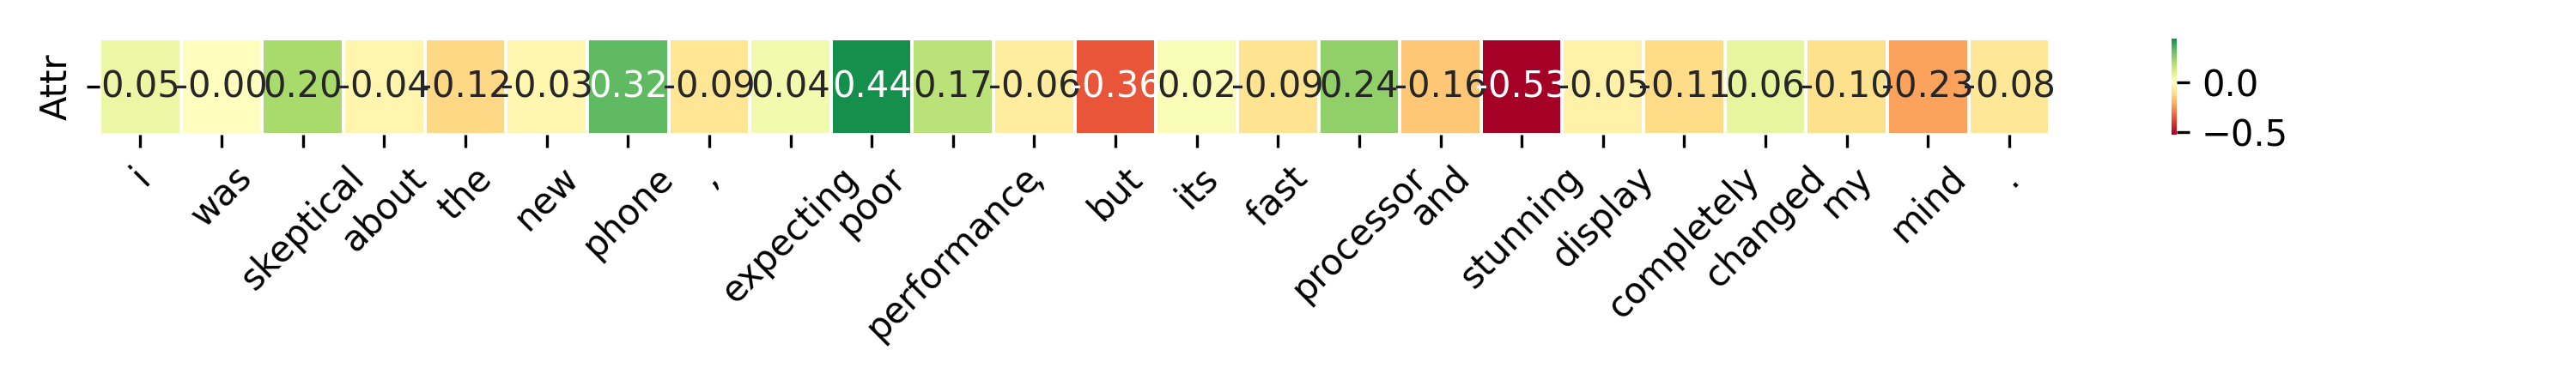 Attr
0.05 -0.00 0.20 -0.04 -0.12 -0.03 0.32 -0.09 0.04 0.44 0.17 -0.06 -0.36 0.02 -0.09 0.24 -0.16 -0.53 -0.05 -0.11 0.06 -0.10 -0.23 -0.08
i was skeptical about the new phone , expecting poor performance , but its fast processor and stunning display completely changed my mind .
0.0
−0.5